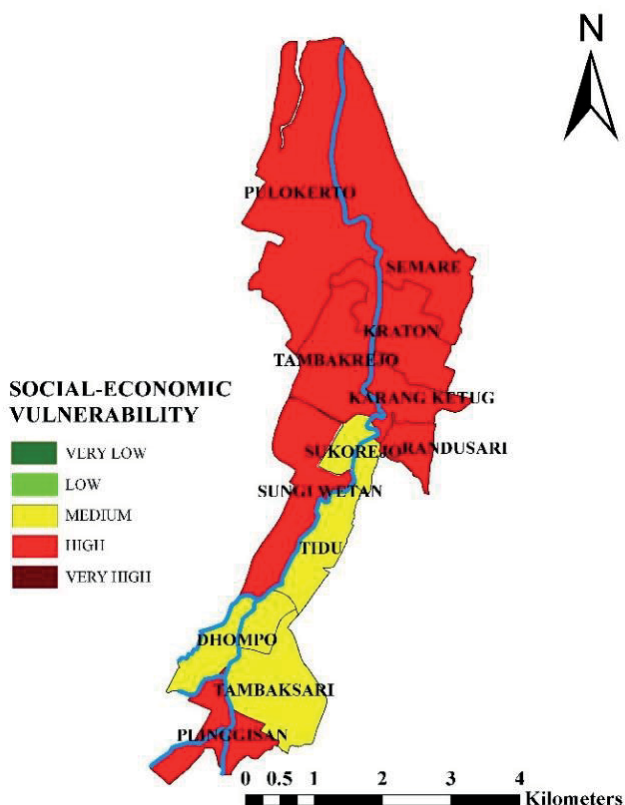 N
PULOKERTO
SEMARE
KRATON
TAMBAKREJO
KARANG KETUG
SUKOREJO
RANDUSARI
SUNGI WETAN
TIDU
DHOMPO
TAMBAKSARI
PLINGGISAN
SOCIAL-ECONOMIC
VULNERABILITY
VERY LOW
LOW
MEDIUM
HIGH
VERY HIGH
0 0.5 1 2 3 4
Kilometers